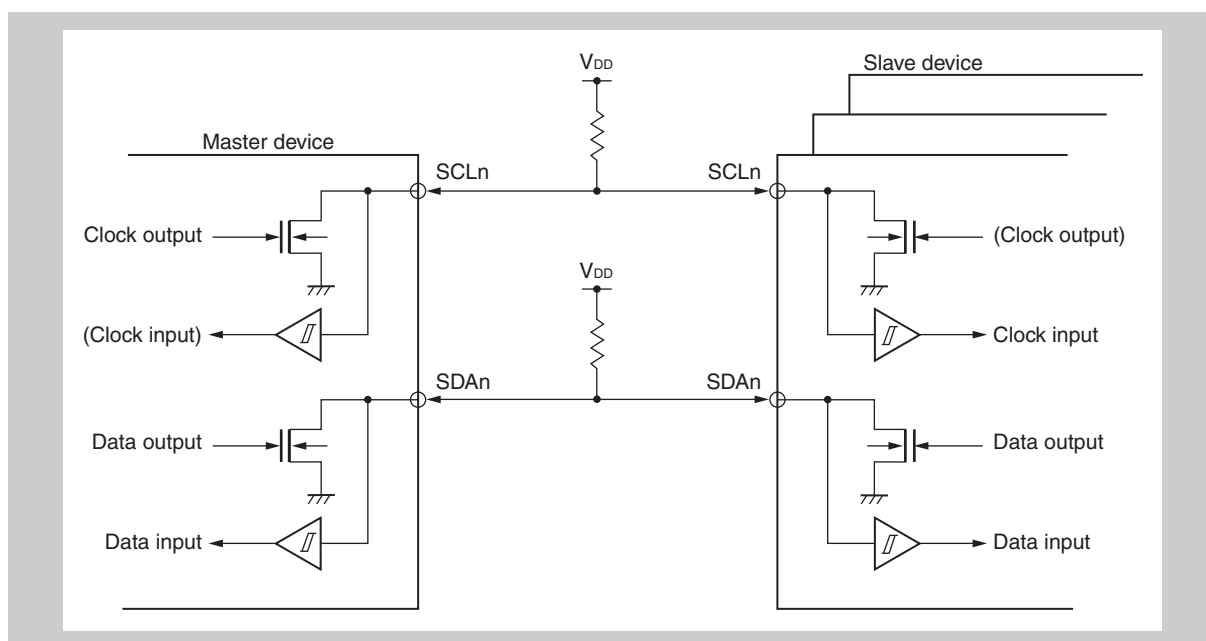 VDD
Slave device
Master device
SCLn
SCLn
Clock output
(Clock output)
VDD
(Clock input)
Clock input
SDAn
SDAn
Data output
Data output
Data input
Data input